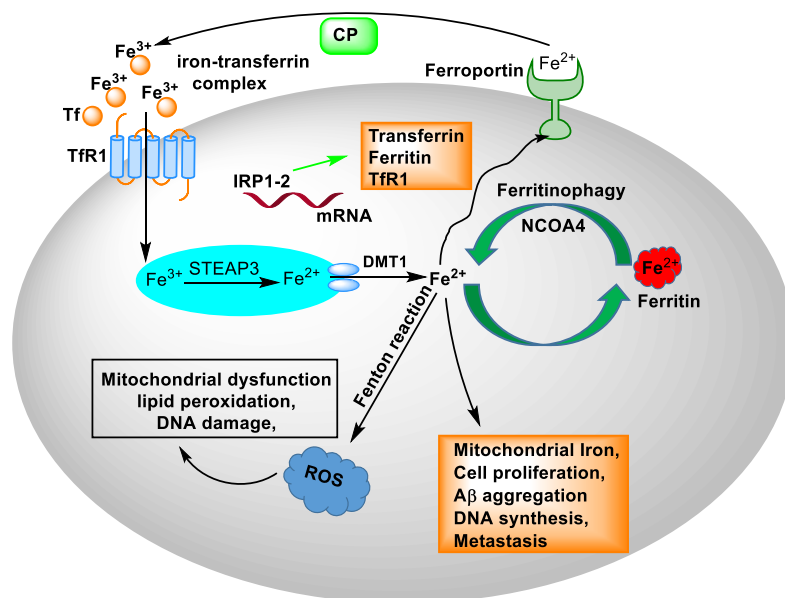 CP
Fe3+
iron-transferrin
complex
Ferroportin
Fe2+
Fe3+
Fe3+
Tf
TfR1
Transferrin
Ferritin
TfR1
IRP1-2
mRNA
Ferritinophagy
NCOA4
Fe2+
Ferritin
Fe3+
STEAP3
Fe2+
DMT1
Fe2+
Fenton reaction
Mitochondrial dysfunction
lipid peroxidation,
DNA damage,
ROS
Mitochondrial Iron,
Cell proliferation,
Aβ aggregation
DNA synthesis,
Metastasis